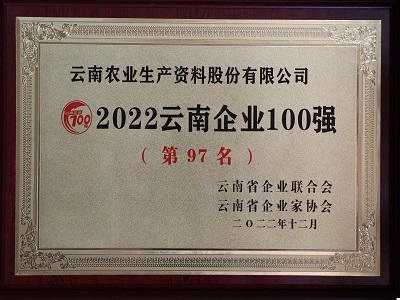 云南农业生产资料股份有限公司
100
2022云南企业100强
(第97名)
云南省企业联合会
云南省企业家协会
二〇二二年十二月